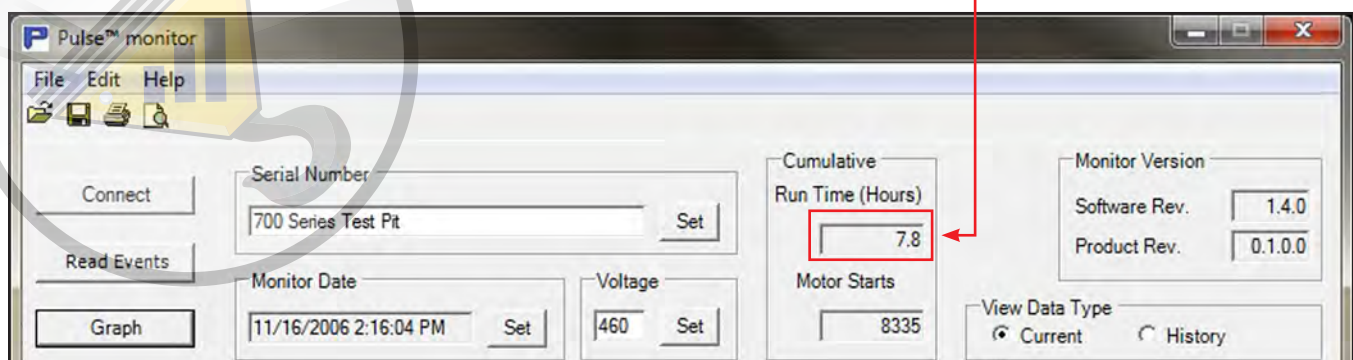 Pulse™ monitor
File Edit Help
Connect
Read Events
Graph
Serial Number
700 Series Test Pit
Set
Monitor Date
11/16/2006 2:16:04 PM
Set
Voltage
460
Set
Cumulative
Run Time (Hours)
7.8
Motor Starts
8335
Monitor Version
Software Rev. 1.4.0
Product Rev. 0.1.0.0
View Data Type
Current
History